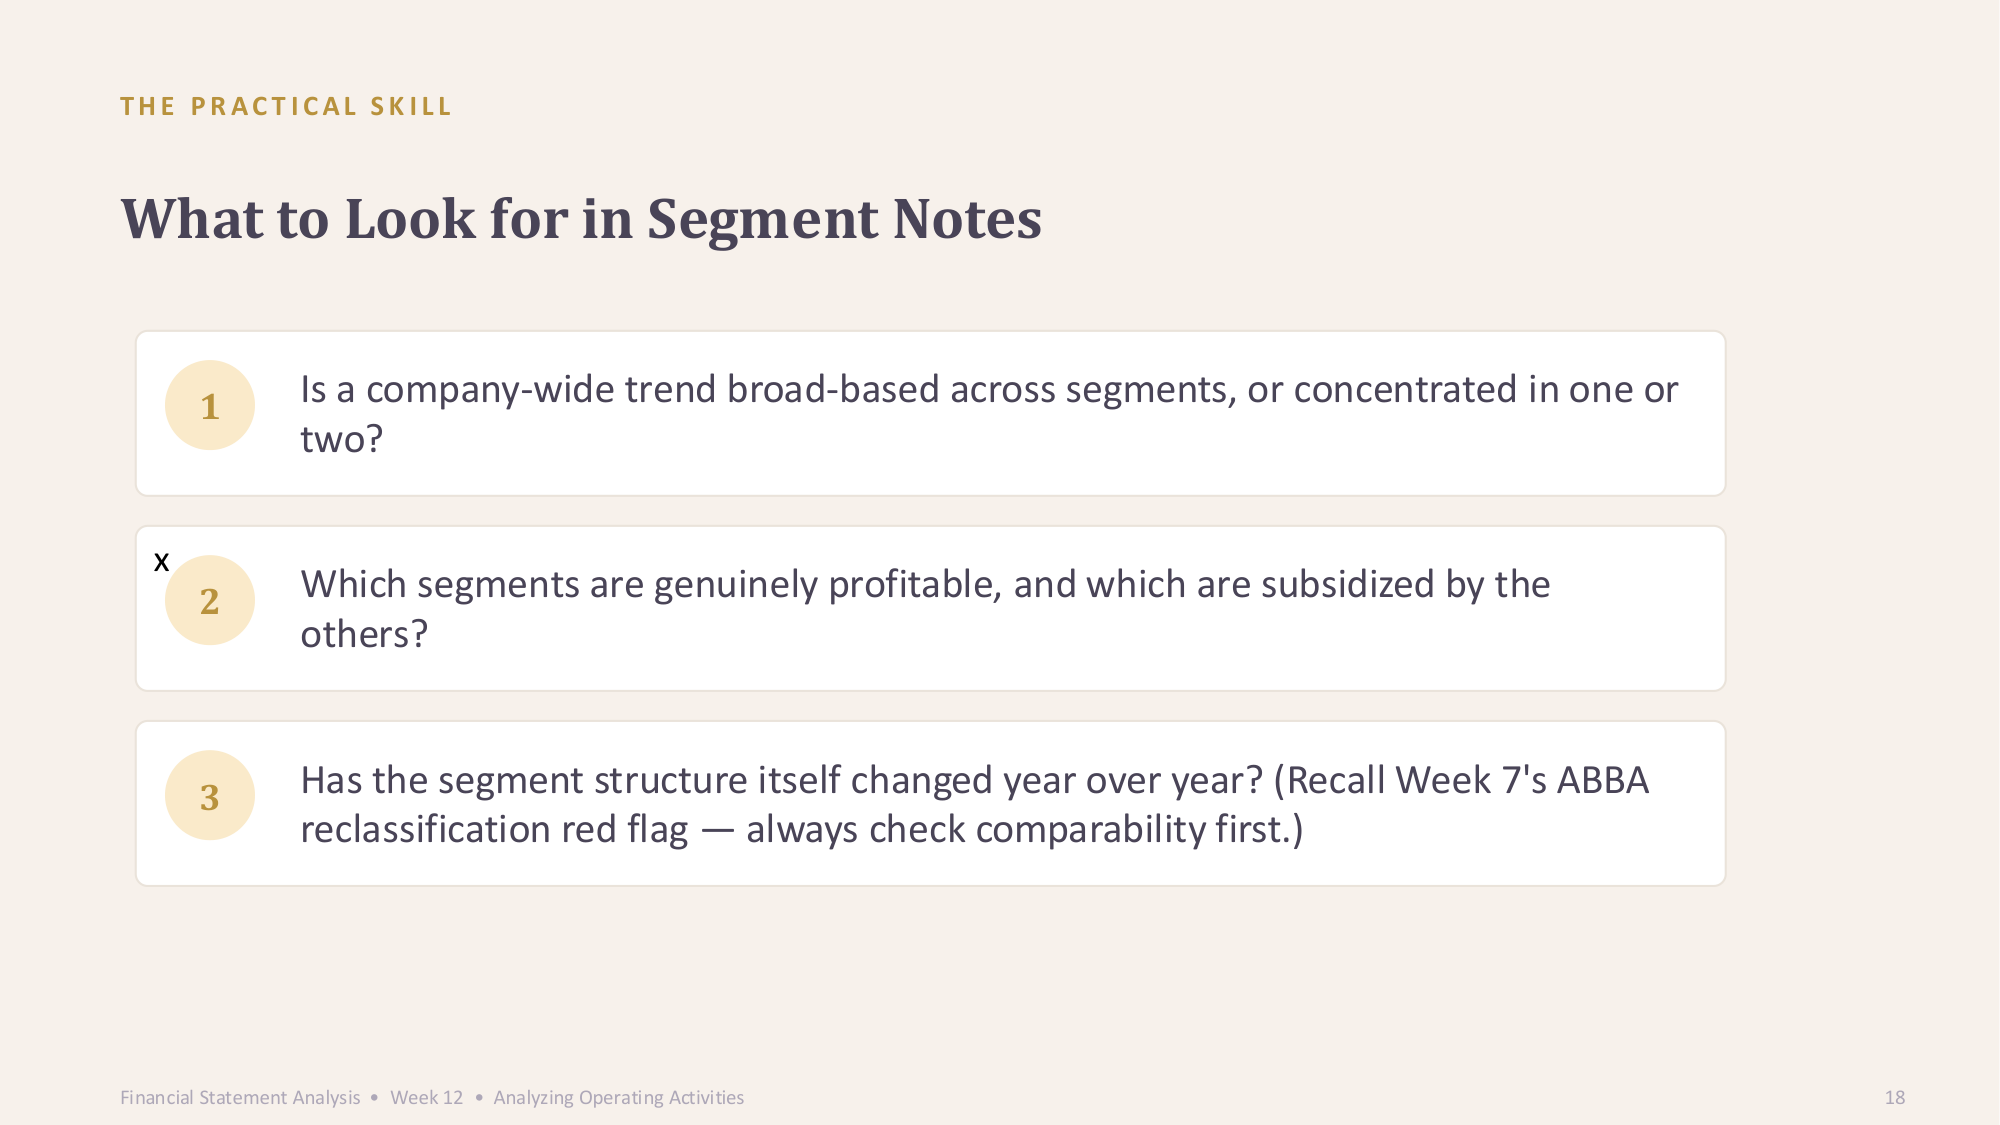 THE PRACTICAL SKILL
What to Look for in Segment Notes
1
Is a company-wide trend broad-based across segments, or concentrated in one or
two?
x
2
Which segments are genuinely profitable, and which are subsidized by the
others?
3
Has the segment structure itself changed year over year? (Recall Week 7's ABBA
reclassification red flag — always check comparability first.)
Financial Statement Analysis • Week 12 • Analyzing Operating Activities
18